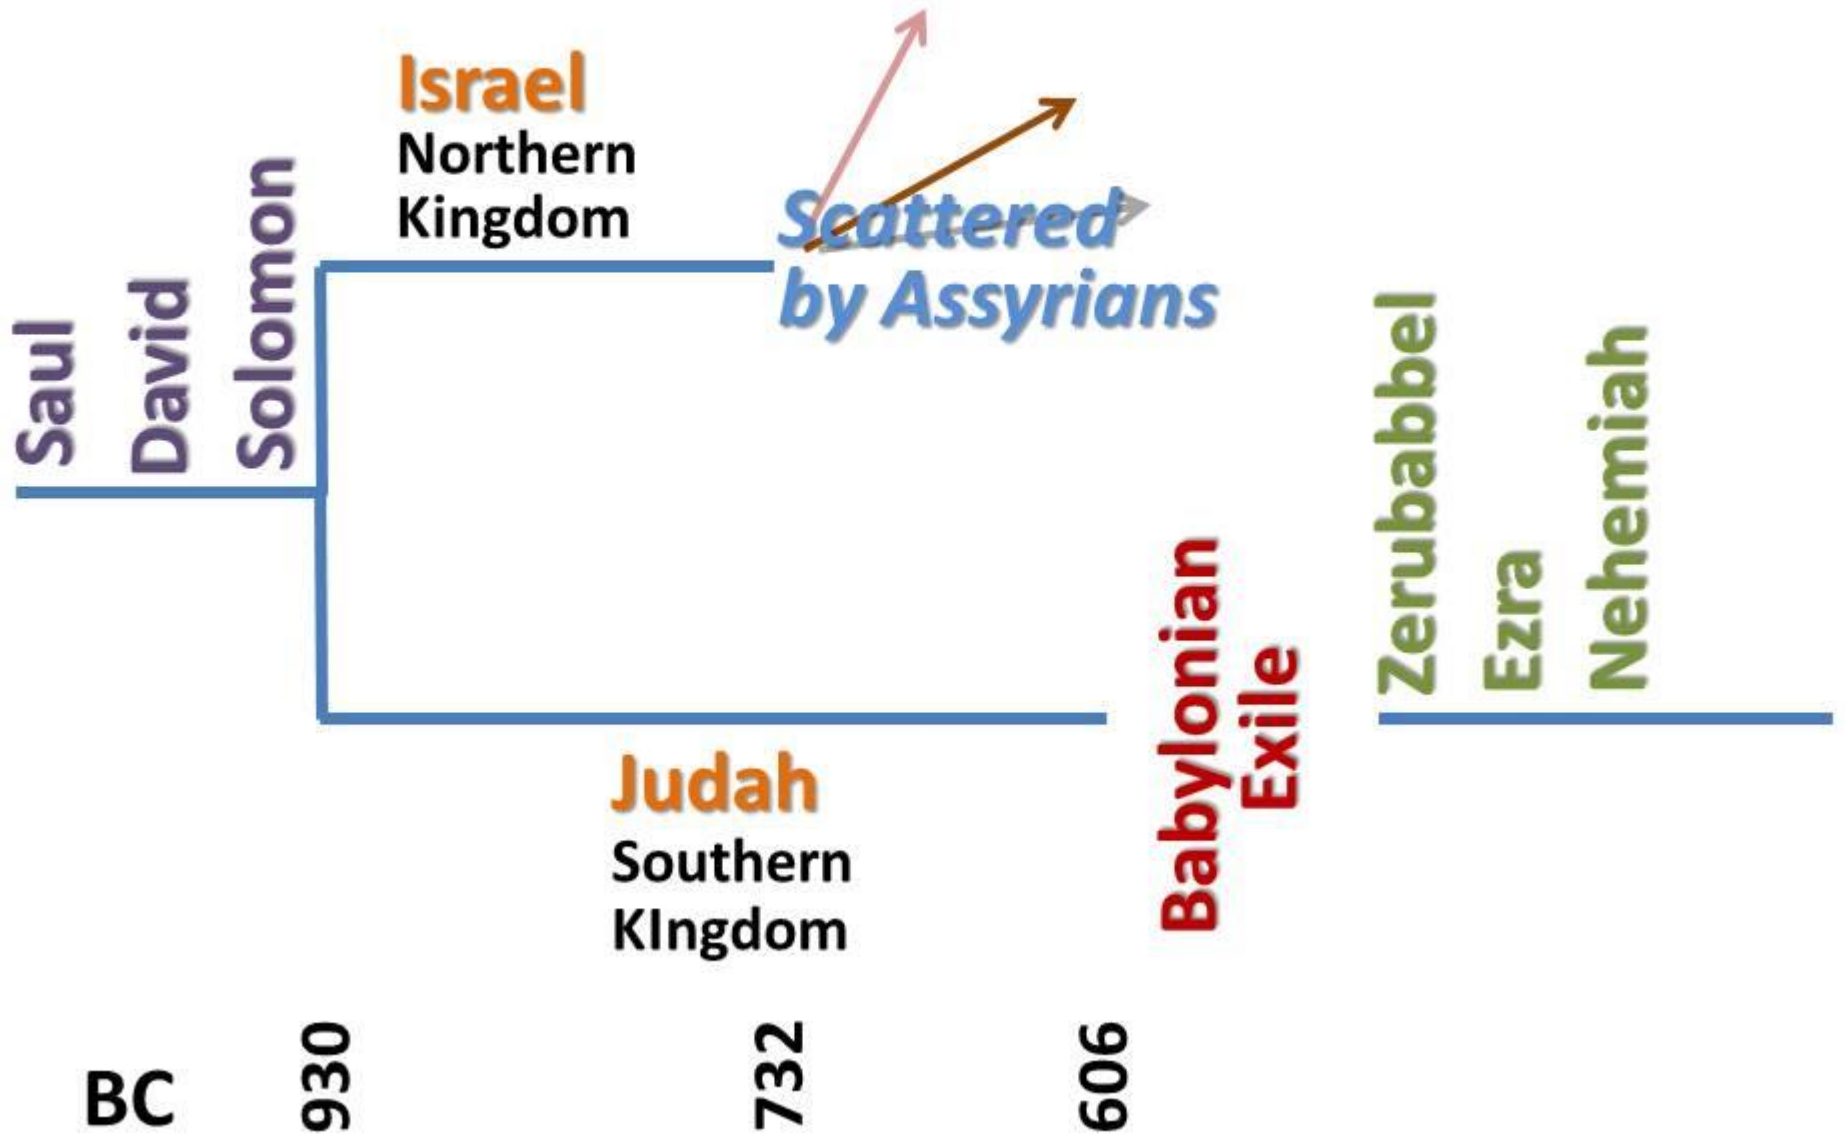 Saul
David
Solomon
Israel
Northern
Kingdom
Scattered
by Assyrians
Judah
Southern
KIngdom
Babylonian
Exile
Zerubabbel
Ezra
Nehemiah
BC
930
732
606